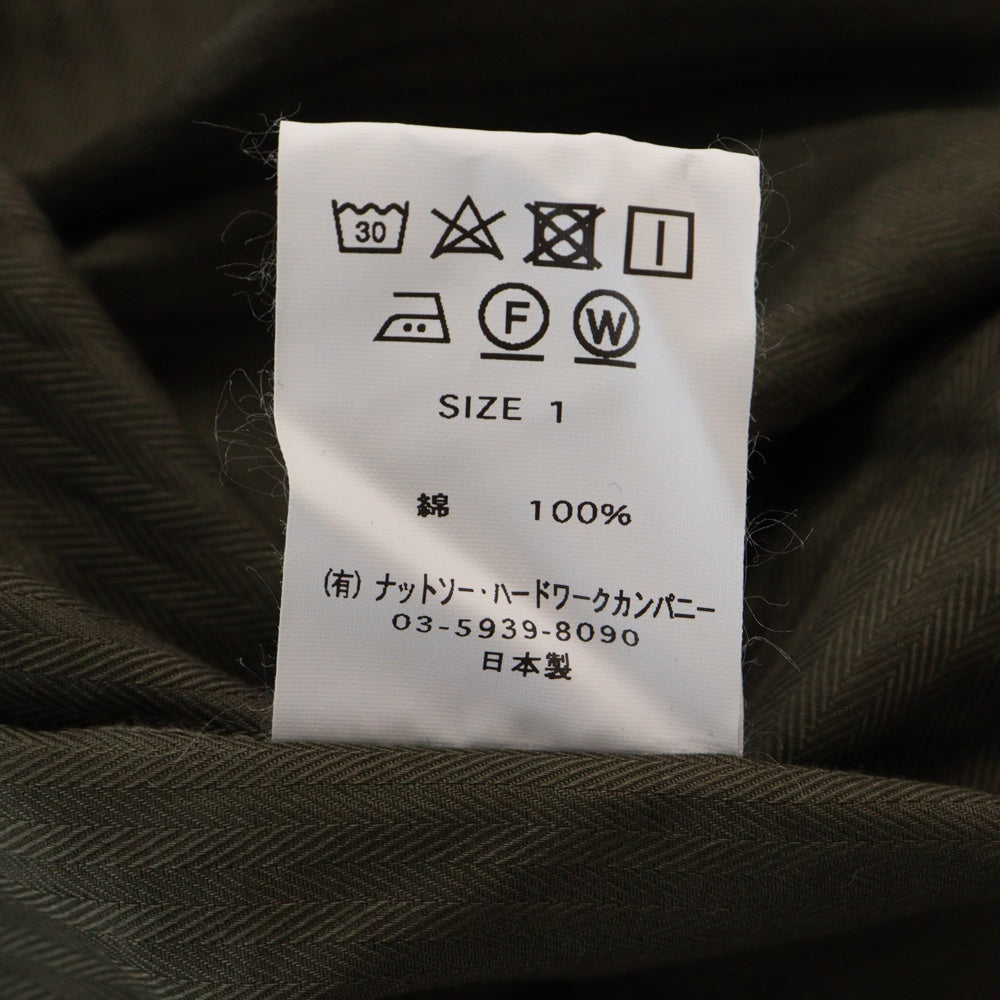 30
F W
SIZE 1
綿 100%
(有) ナットソー・ハードワークカンパニー
03-5939-8090
日本製